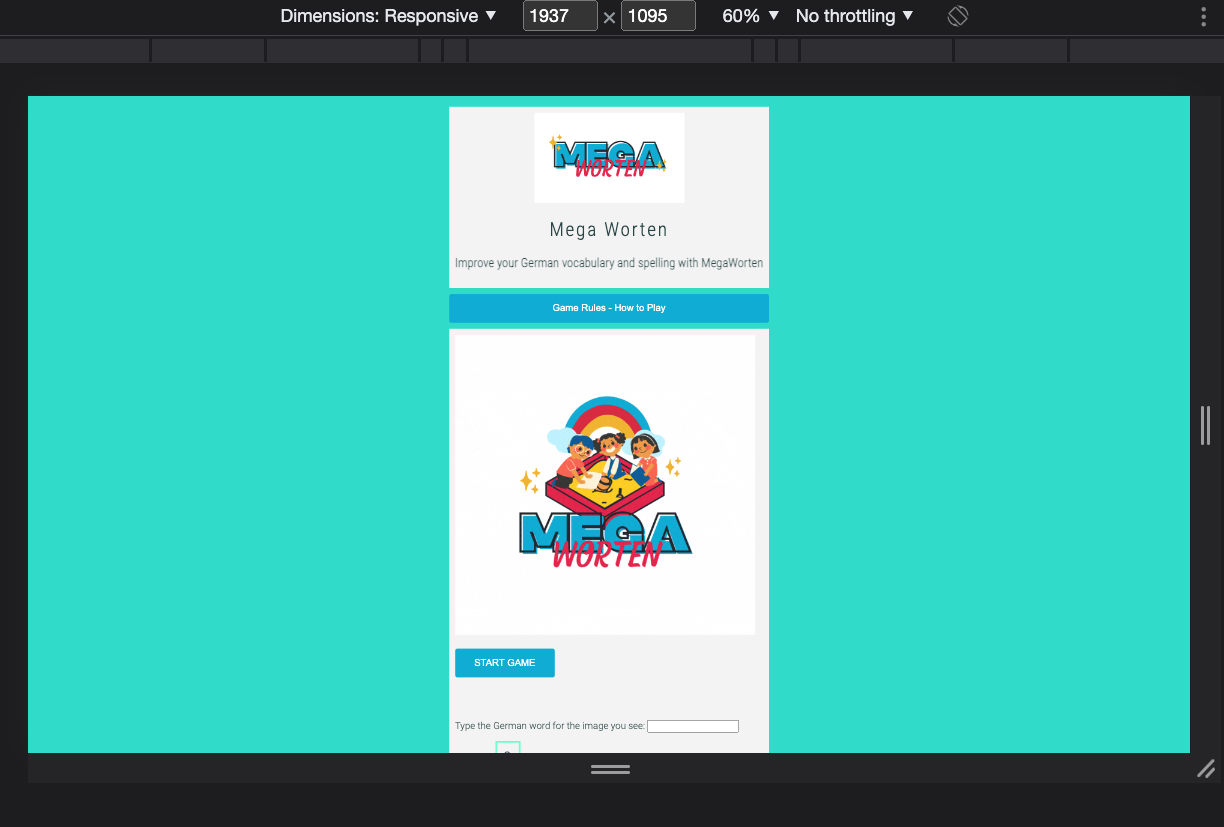 Dimensions: Responsive ▼ 1937 × 1095 60% ▼ No throttling ▼
MEGA
WORTEN
Mega Worten
Improve your German vocabulary and spelling with MegaWorten
Game Rules - How to Play
MEGA
WORTEN
START GAME
Type the German word for the image you see: